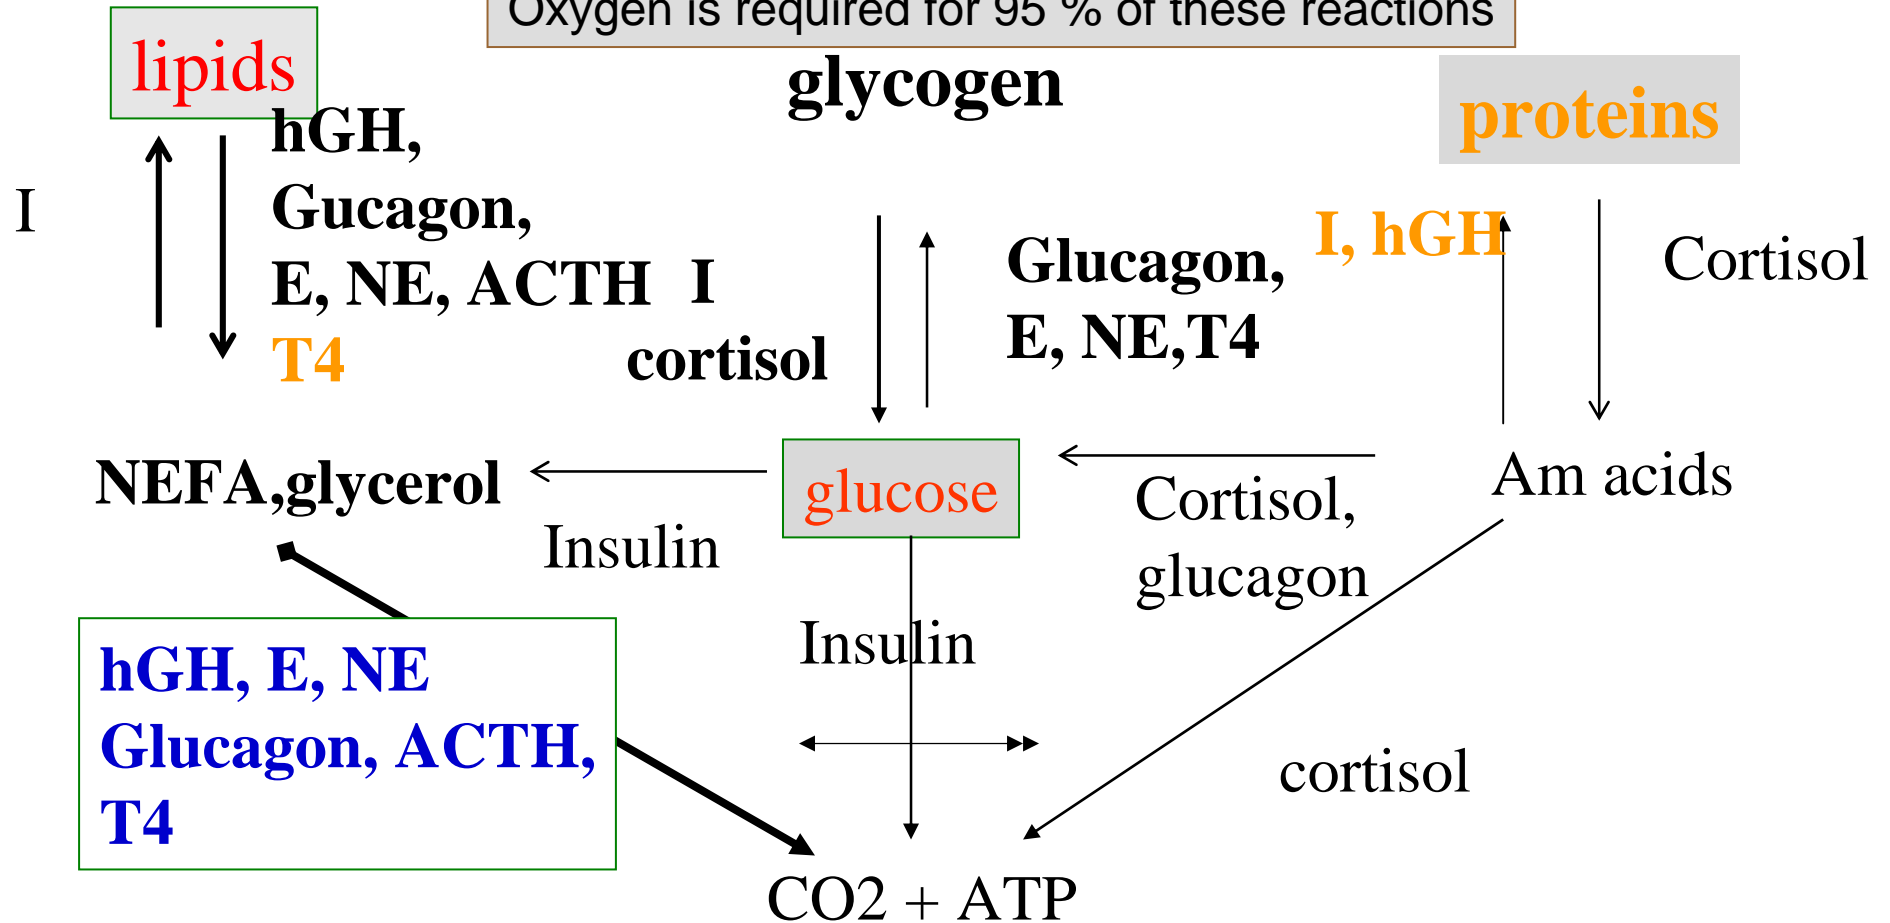 Oxygen is required for 95 % of these reactions
lipids
glycogen
proteins
I
hGH,
Gucagon,
E, NE, ACTH
T4
I
cortisol
Glucagon,
E, NE,T4
I, hGH
Cortisol
NEFA,glycerol
Insulin
glucose
Cortisol,
glucagon
Am acids
Insulin
hGH, E, NE
Glucagon, ACTH,
T4
cortisol
CO2 + ATP